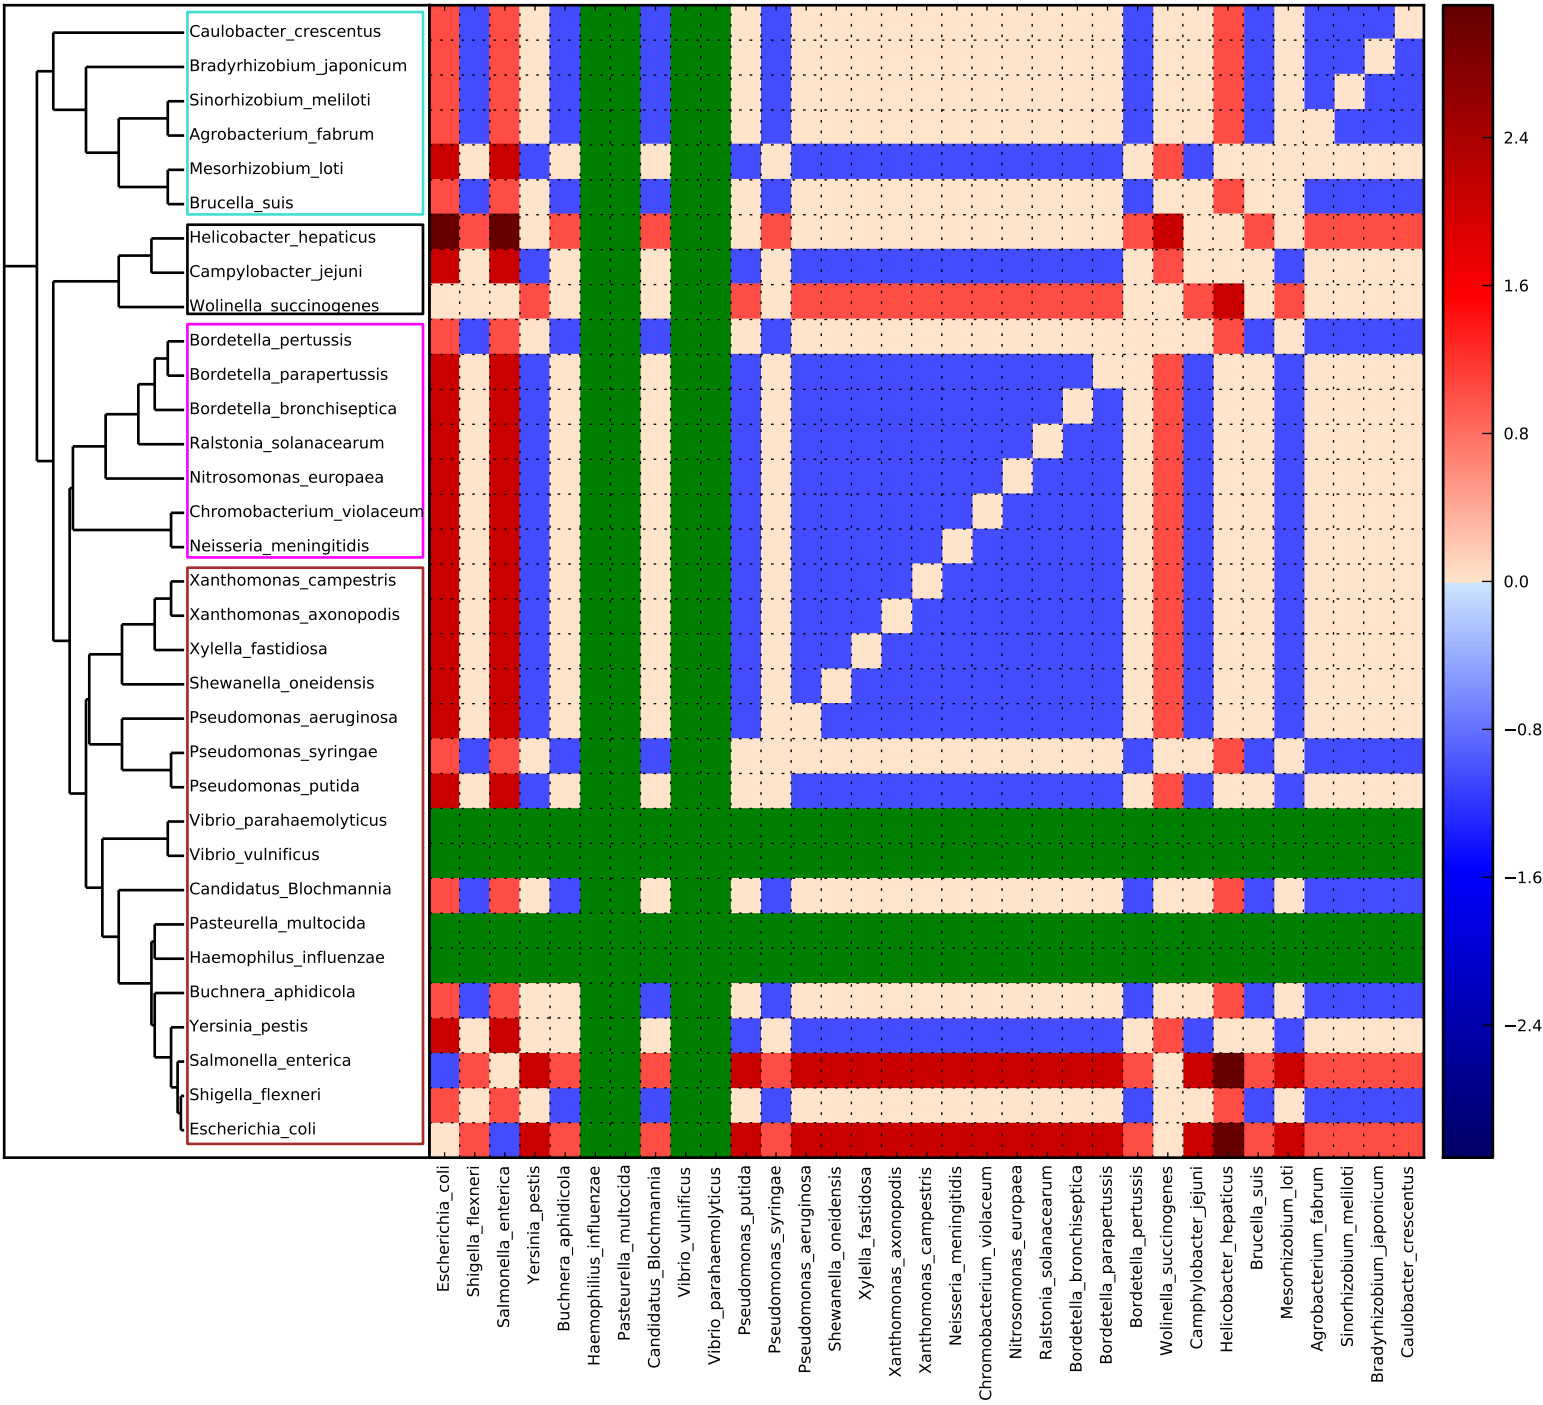 Caulobacter_crescentus
Bradyrhizobium_japonicum
Sinorhizobium_meliloti
Agrobacterium_fabrum
Mesorhizobium_loti
Brucella_suis
Helicobacter_hepaticus
Campylobacter_jejuni
Wolinella_succinogenes
Bordetella_pertussis
Bordetella_parapertussis
Bordetella_bronchiseptica
Ralstonia_solanacearum
Nitrosomonas_europaea
Chromobacterium_violaceum
Neisseria_meningitidis
Xanthomonas_campestris
Xanthomonas_axonopodis
Xylella_fastidiosa
Shewanella_oneidensis
Pseudomonas_aeruginosa
Pseudomonas_syringae
Pseudomonas_putida
Vibrio_parahaemolyticus
Vibrio_vulnificus
Candidatus_Blochmannia
Pasteurella_multocida
Haemophilus_influenzae
Buchnera_aphidicola
Yersinia_pestis
Salmonella_enterica
Shigella_flexneri
Escherichia_coli
2.4
1.6
0.8
0.0
−0.8
−1.6
−2.4
Escherichia_coli
Shigella_flexneri
Salmonella_enterica
Yersinia_pestis
Buchnera_aphidicola
Haemophilius_influenzae
Pasteurella_multocida
Candidatus_Blochmannia
Vibrio_vulnificus
Vibrio_parahaemolyticus
Pseudomonas_putida
Pseudomonas_syringae
Pseudomonas_aeruginosa
Shewanella_oneidensis
Xylella_fastidosa
Xanthomonas_axonopodis
Xanthomonas_campestris
Neisseria_meningitidis
Chromobacterium_violaceum
Nitrosomonas_europaea
Ralstonia_solanacearum
Bordetella_bronchiseptica
Bordetella_parapertussis
Bordetella_pertussis
Wolinella_succinogenes
Camphylobacter_jejuni
Helicobacter_hepaticus
Brucella_suis
Mesorhizobium_loti
Agrobacterium_fabrum
Sinorhizobium_meliloti
Bradyrhizobium_japonicum
Caulobacter_crescentus